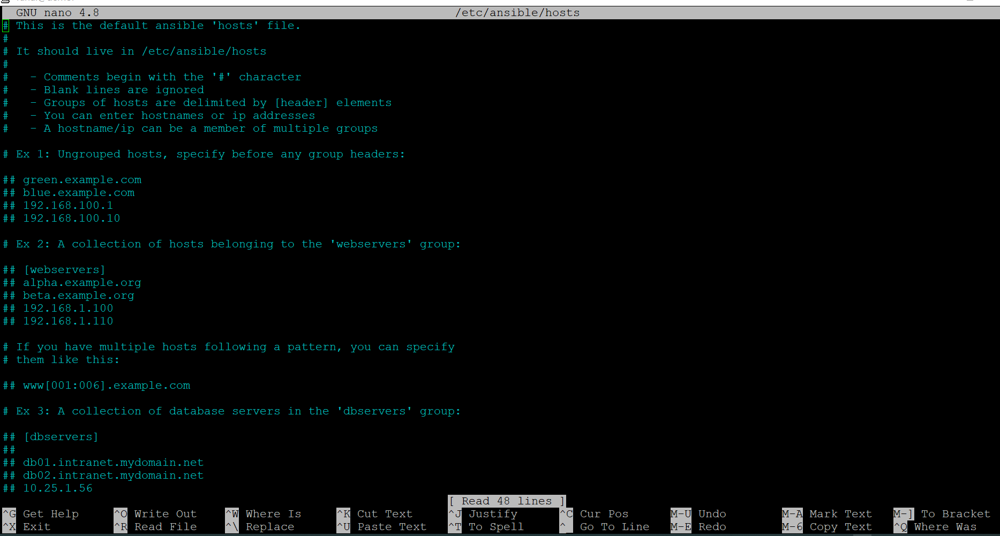 GNU nano 4.8 /etc/ansible/hosts
# This is the default ansible 'hosts' file.
#
# It should live in /etc/ansible/hosts
#
#   - Comments begin with the '#' character
#   - Blank lines are ignored
#   - Groups of hosts are delimited by [header] elements
#   - You can enter hostnames or ip addresses
#   - A hostname/ip can be a member of multiple groups
# Ex 1: Ungrouped hosts, specify before any group headers:
## green.example.com
## blue.example.com
## 192.168.100.1
## 192.168.100.10
# Ex 2: A collection of hosts belonging to the 'webservers' group:
## [webservers]
## alpha.example.org
## beta.example.org
## 192.168.1.100
## 192.168.1.110
# If you have multiple hosts following a pattern, you can specify
# them like this:
## www[001:006].example.com
# Ex 3: A collection of database servers in the 'dbservers' group:
## [dbservers]
##
## db01.intranet.mydomain.net
## db02.intranet.mydomain.net
## 10.25.1.56
[ Read 48 lines ]
^G Get Help ^O Write Out ^W Where Is ^K Cut Text ^J Justify ^C Cur Pos M-U Undo M-A Mark Text M-] To Bracket
^X Exit ^R Read File ^\ Replace ^U Paste Text ^T To Spell ^ Go To Line M-E Redo M-6 Copy Text ^Q Where Was